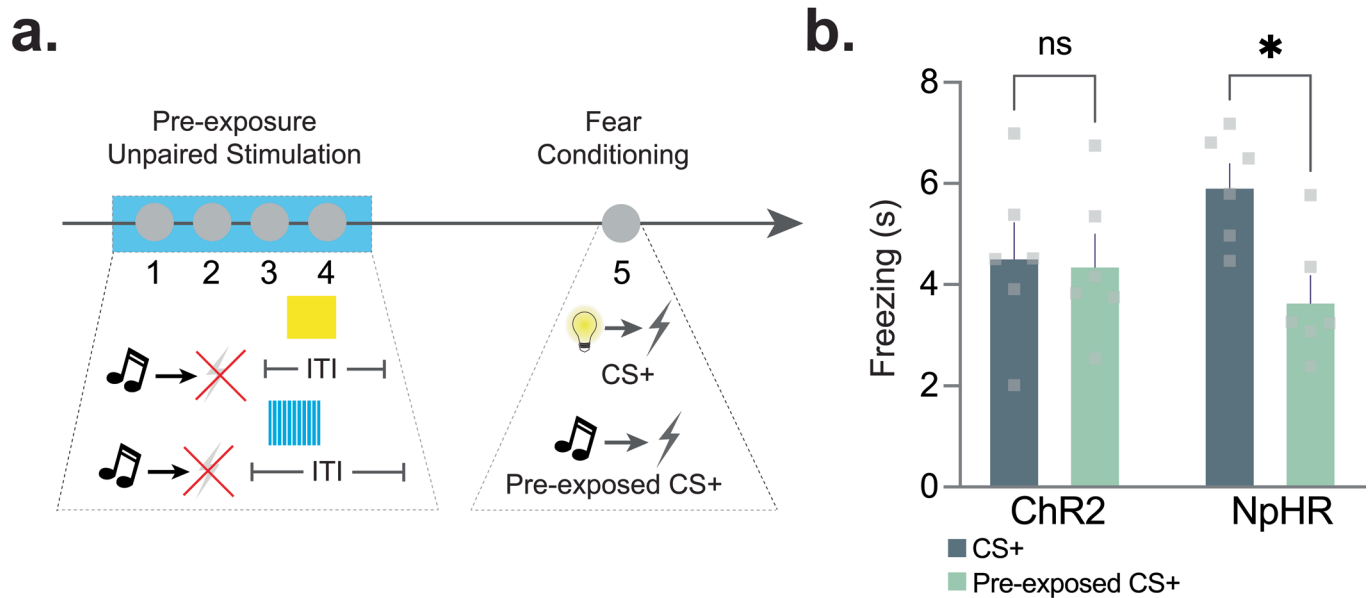 a.
Pre-exposure
Unpaired Stimulation
Fear
Conditioning
1 2 3 4
5
ITI
ITI
CS+
Pre-exposed CS+
b.
ns
*
8
6
4
2
0
Freezing (s)
ChR2
NpHR
CS+
Pre-exposed CS+